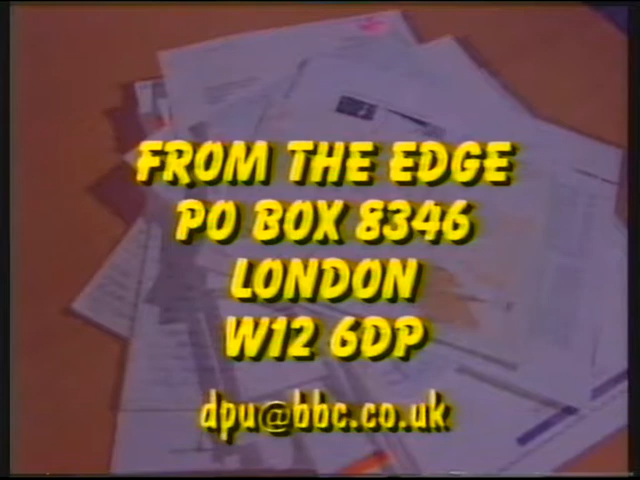 FROM THE EDGE
PO BOX 8346
LONDON
W12 6DP
dpu@bbc.co.uk